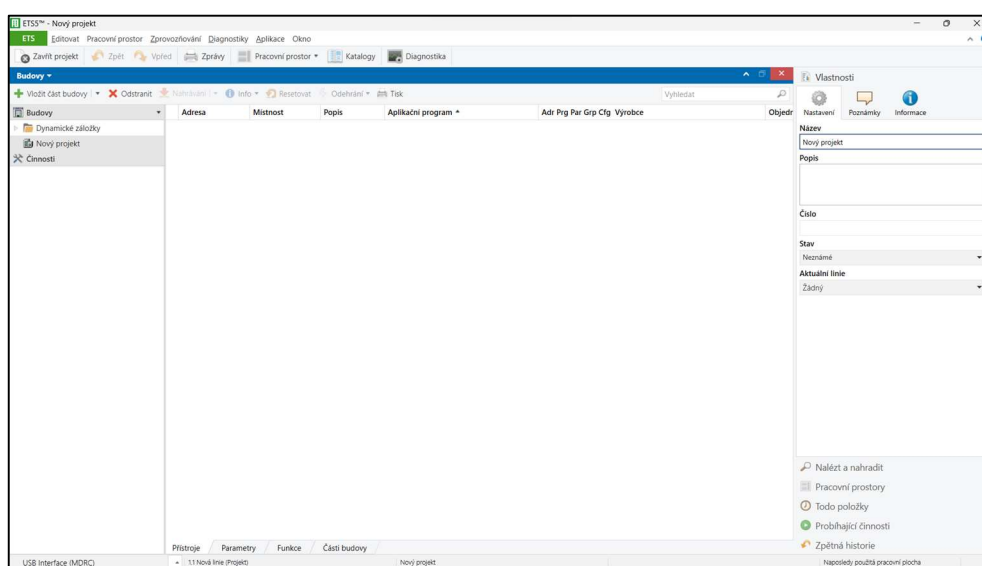 ETS5™ - Nový projekt
ETS Editovat Pracovní prostor Zprovozňování Diagnostiky Aplikace Okno
Zavřít projekt Zpět Vpřed Zprávy Pracovní prostor Katalogy Diagnostika
Budovy
Vložit část budovy Odstranit Nahrávání Info Resetovat Odehrání Tisk Vyhledat
Budovy
Dynamické záložky
Nový projekt
Činnosti
Adresa Místnost Popis Aplikační program Adr Prg Par Grp Cfg Výrobce Objedr
Vlastnosti
Nastavení Poznámky Informace
Název
Nový projekt
Popis
Číslo
Stav
Neznámé
Aktuální linie
Žádný
Nalézt a nahradit
Pracovní prostory
Todo položky
Probíhající činnosti
Zpětná historie
Přístroje Parametry Funkce Části budovy
USB Interface (MDRC) 1.1 Nová linie (Projekt) Nový projekt Naposledy použitá pracovní plocha